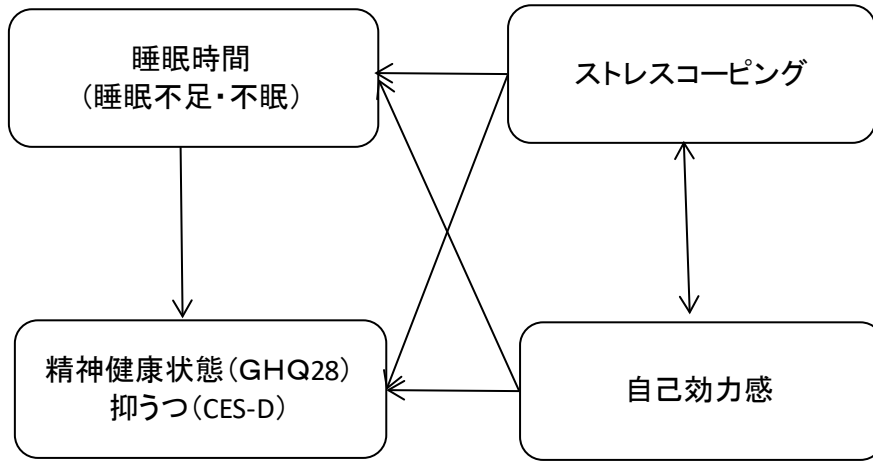 睡眠時間
（睡眠不足・不眠）
ストレスコーピング
精神健康状態（ＧＨＱ２８）
抑うつ（CES-D）
自己効力感